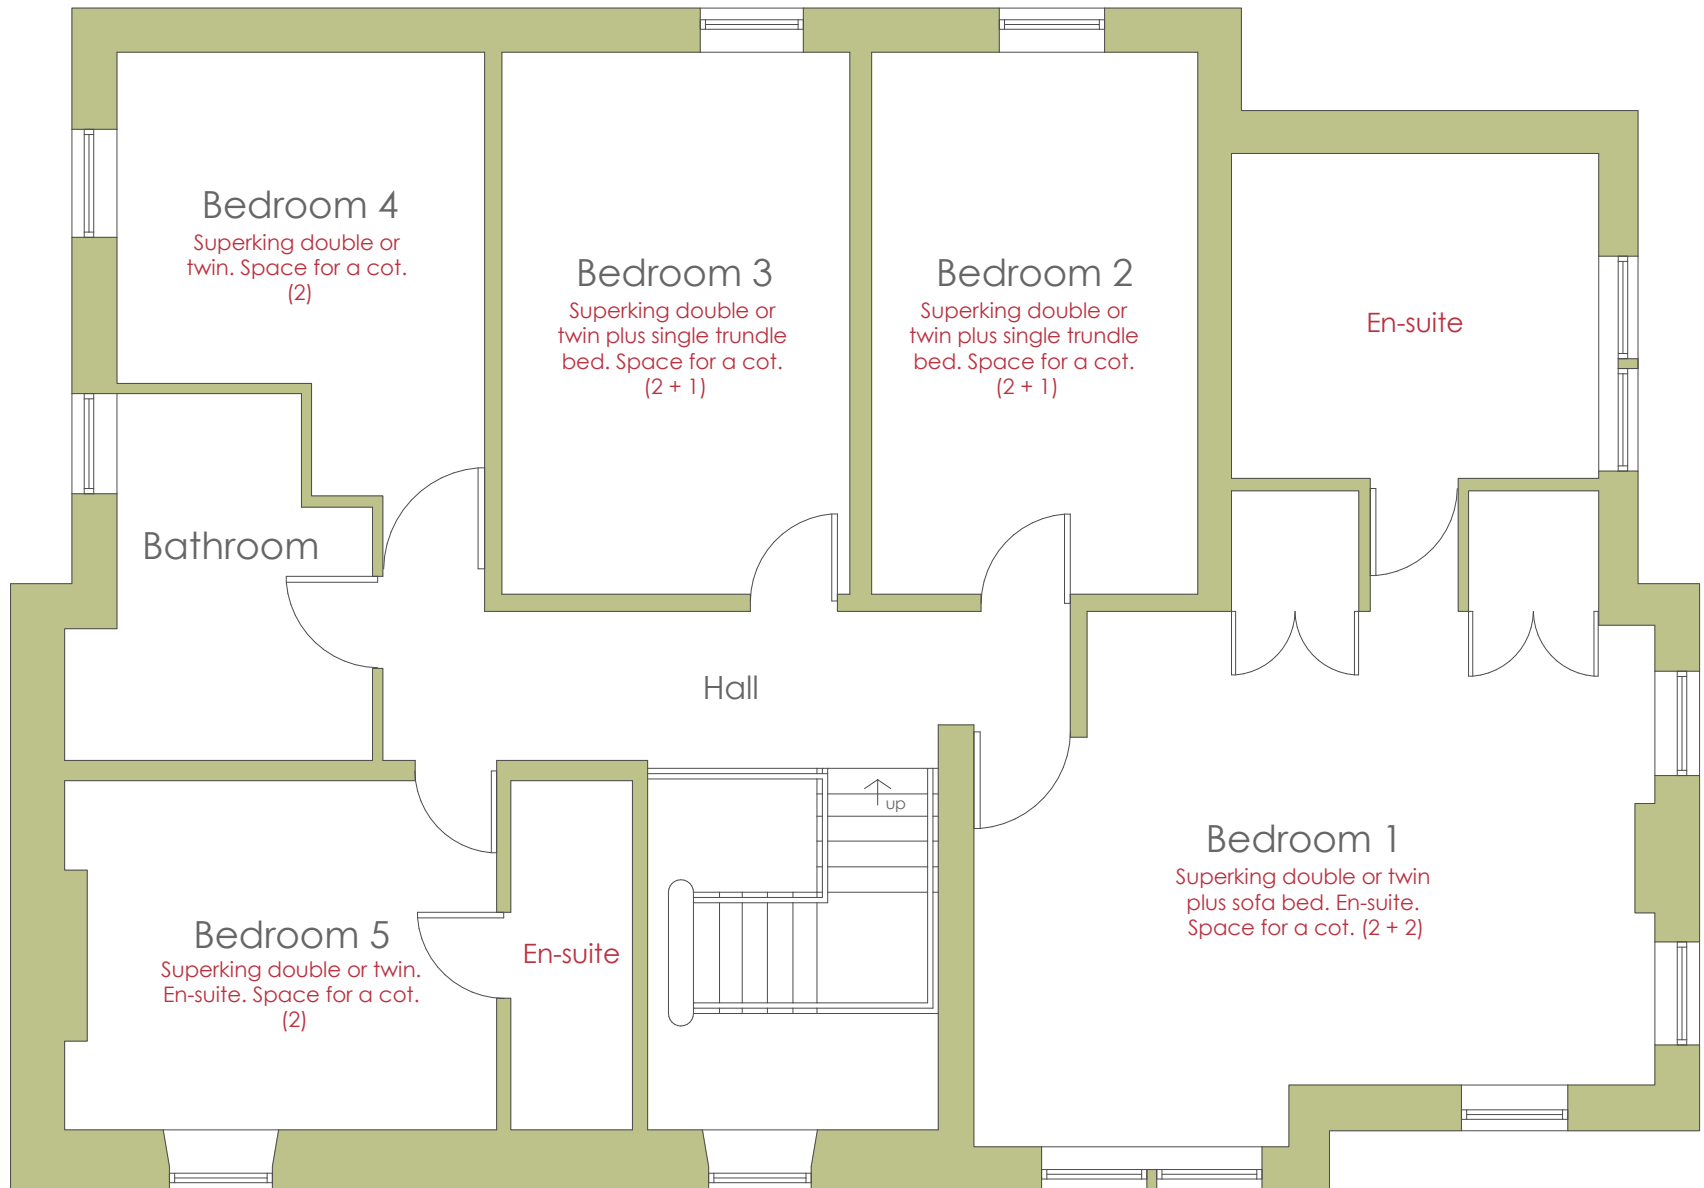 Bedroom 4
Superking double or
twin. Space for a cot.
(2)
Bedroom 3
Superking double or
twin plus single trundle
bed. Space for a cot.
(2 + 1)
Bedroom 2
Superking double or
twin plus single trundle
bed. Space for a cot.
(2 + 1)
En-suite
Bathroom
Hall
up
Bedroom 1
Superking double or twin
plus sofa bed. En-suite.
Space for a cot. (2 + 2)
Bedroom 5
Superking double or twin.
En-suite. Space for a cot.
(2)
En-suite